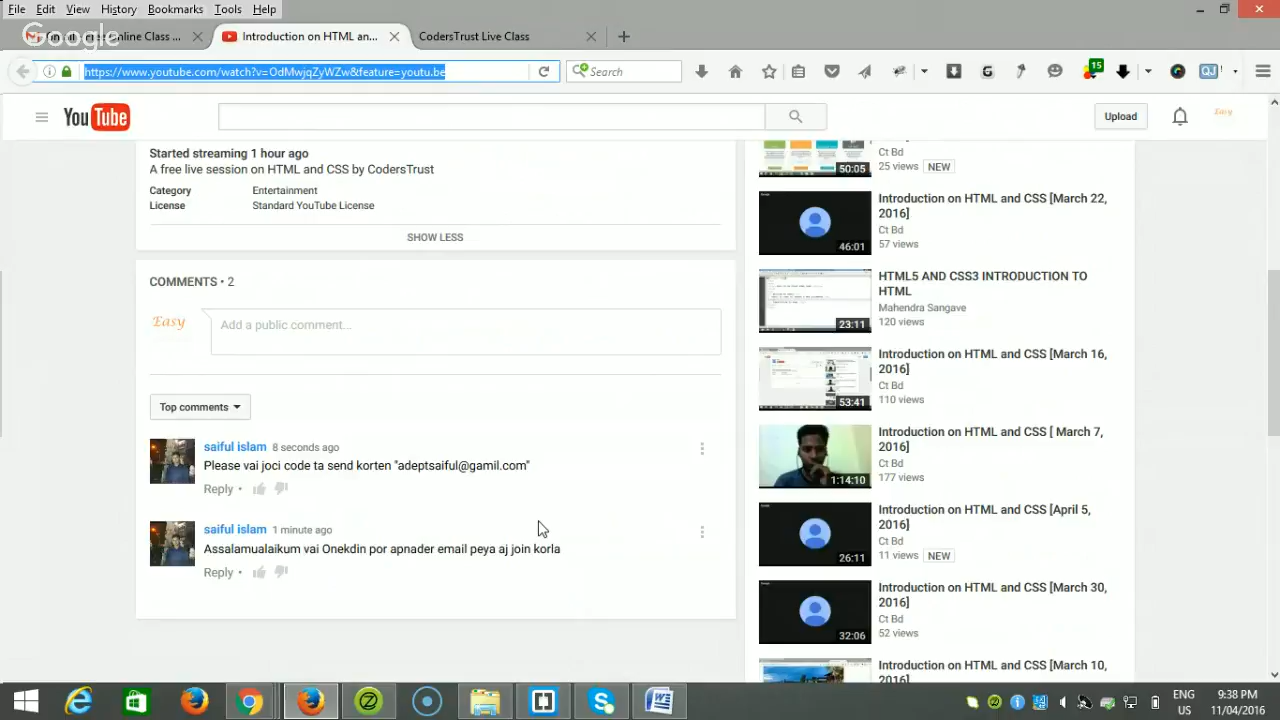 File Edit View History Bookmarks Tools Help
Google
Online Class ...
Introduction on HTML an...
CodersTrust Live Class
https://www.youtube.com/watch?v=OdMwjqZyWZw&feature=youtu.be
Search
15
QJ
YouTube
Upload
Easy
Started streaming 1 hour ago
A free live session on HTML and CSS by CodersTrust
Category Entertainment
License Standard YouTube License
SHOW LESS
COMMENTS • 2
Easy
Add a public comment...
Top comments
saiful islam 8 seconds ago
Please vai joci code ta send korten "adeptsaiful@gamil.com"
Reply •
saiful islam 1 minute ago
Assalamualaikum vai Onekdin por apnader email peya aj join korla
Reply •
50:05
Ct Bd
25 views NEW
46:01
Introduction on HTML and CSS [March 22,
2016]
Ct Bd
57 views
23:11
HTML5 AND CSS3 INTRODUCTION TO
HTML
Mahendra Sangave
120 views
53:41
Introduction on HTML and CSS [March 16,
2016]
Ct Bd
110 views
1:14:10
Introduction on HTML and CSS [ March 7,
2016]
Ct Bd
177 views
26:11
Introduction on HTML and CSS [April 5,
2016]
Ct Bd
11 views NEW
32:06
Introduction on HTML and CSS [March 30,
2016]
Ct Bd
52 views
Introduction on HTML and CSS [March 10,
2016]
ENG
US
9:38 PM
11/04/2016